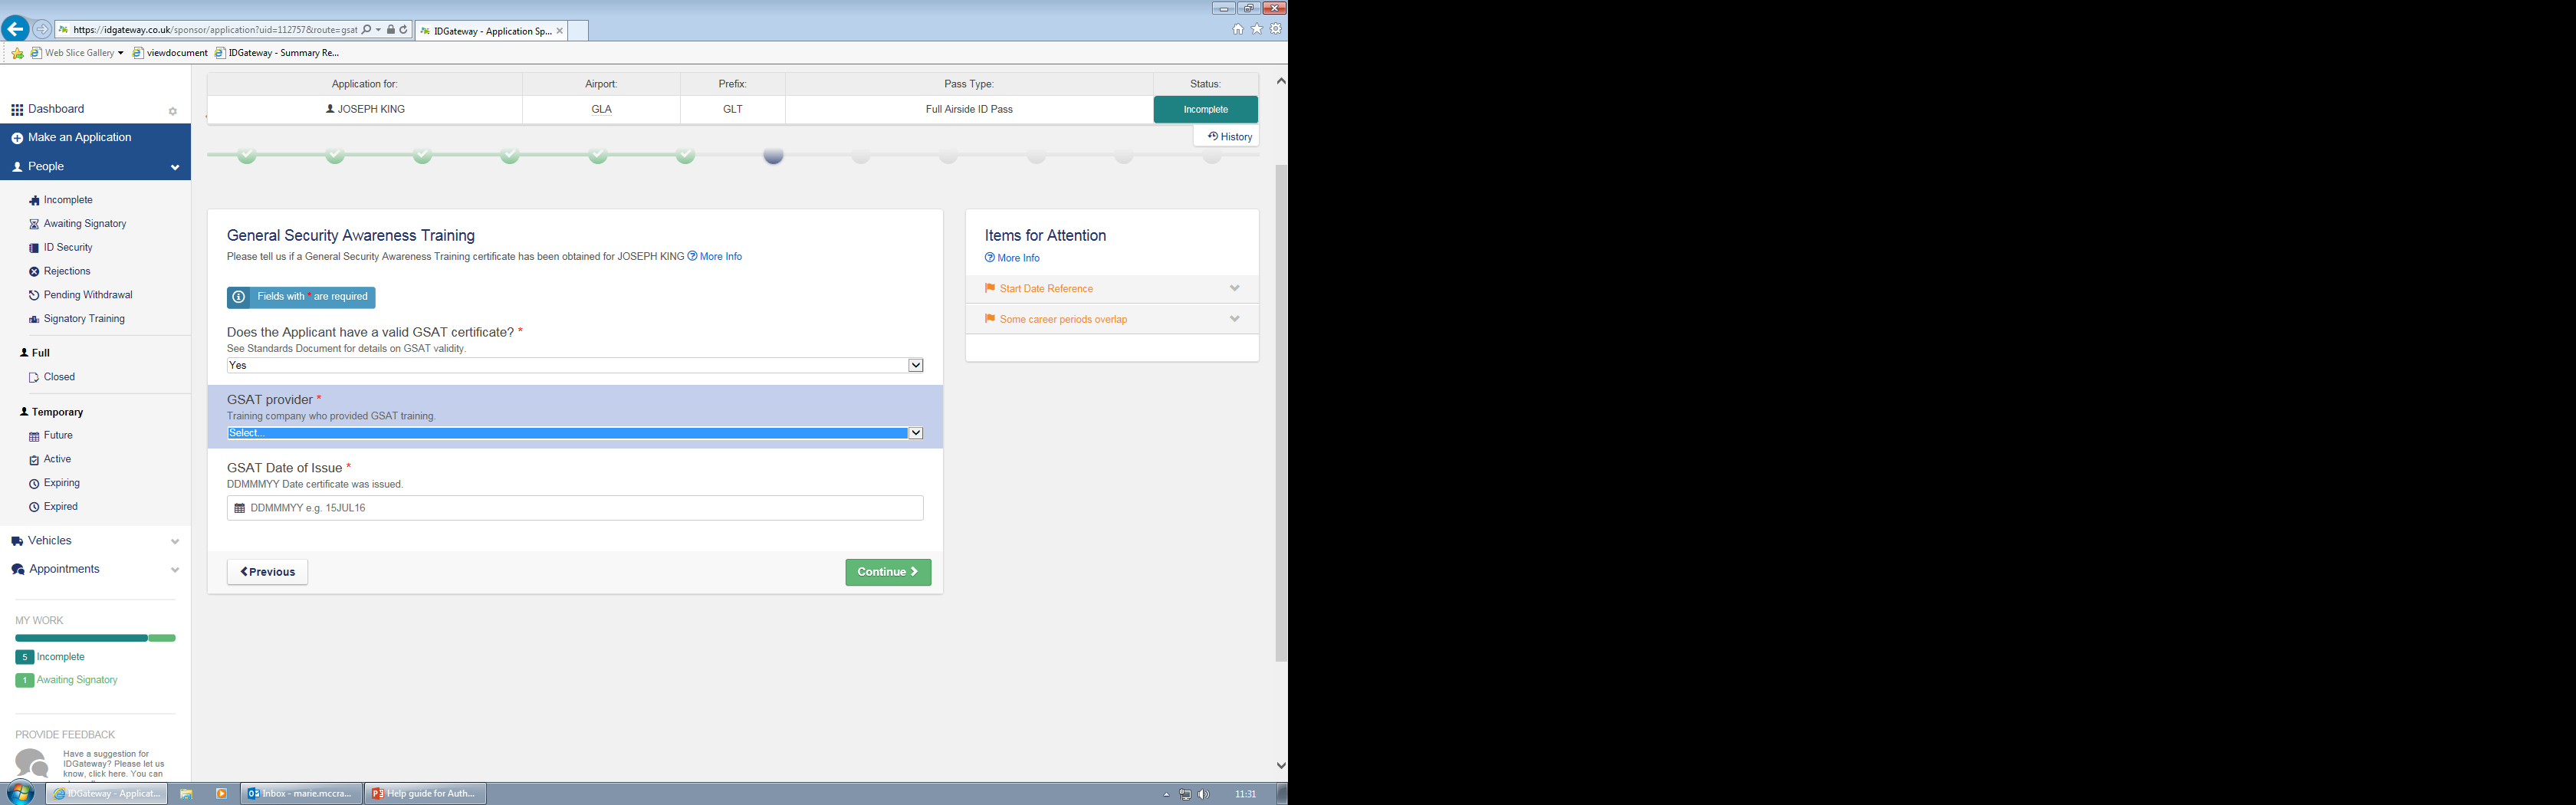 https://idgateway.co.uk/sponsor/application?uid=112757&route=gsat
IDGateway - Application Sp...
Web Slice Gallery
viewdocument
IDGateway - Summary Re...
Dashboard
Make an Application
People
Incomplete
Awaiting Signatory
ID Security
Rejections
Pending Withdrawal
Signatory Training
Full
Closed
Temporary
Future
Active
Expiring
Expired
Vehicles
Appointments
MY WORK
5 Incomplete
1 Awaiting Signatory
PROVIDE FEEDBACK
Have a suggestion for
IDGateway? Please let us
know, click here. You can
Application for: Airport: Prefix: Pass Type: Status:
JOSEPH KING GLA GLT Full Airside ID Pass Incomplete
History
General Security Awareness Training
Please tell us if a General Security Awareness Training certificate has been obtained for JOSEPH KING More Info
Fields with * are required
Does the Applicant have a valid GSAT certificate? *
See Standards Document for details on GSAT validity.
Yes
GSAT provider *
Training company who provided GSAT training.
Select...
GSAT Date of Issue *
DDMMMYY Date certificate was issued.
DDMMMYY e.g. 15JUL16
Previous
Continue
Items for Attention
More Info
Start Date Reference
Some career periods overlap
IDGateway - Applicat...
Inbox - marie.mccra...
Help guide for Auth...
11:31